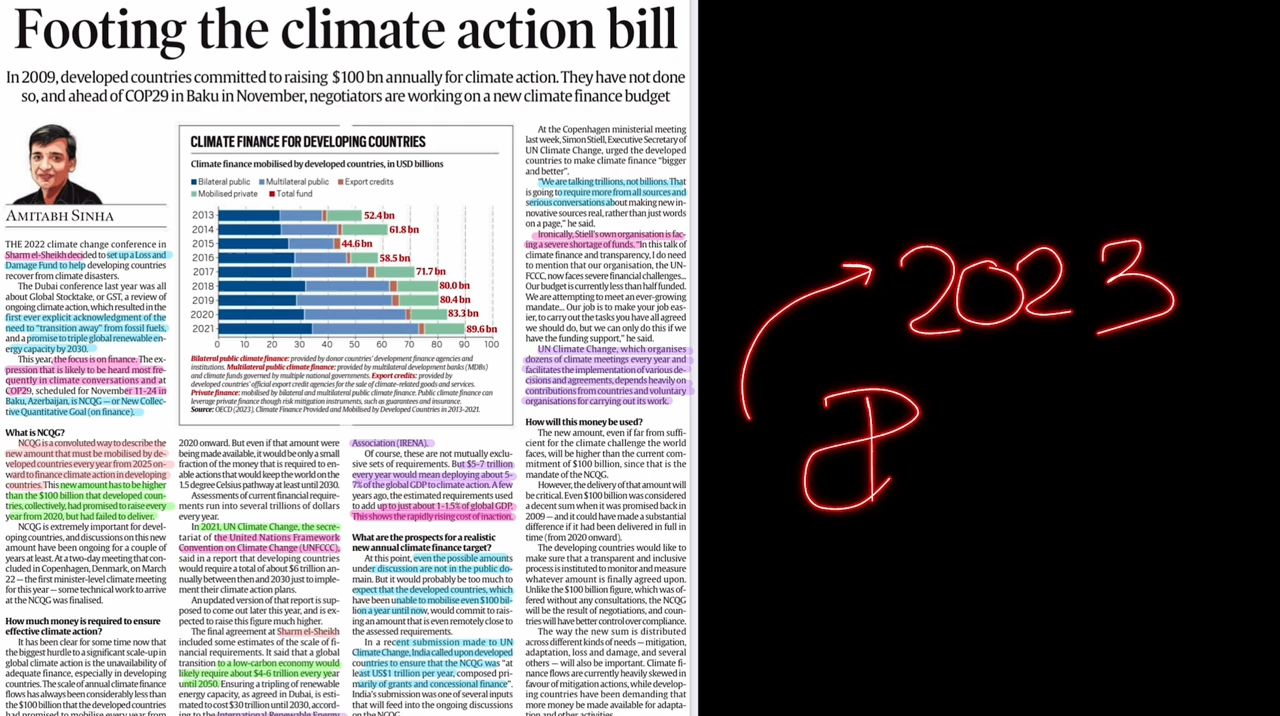 Footing the climate action bill
In 2009, developed countries committed to raising $100 bn annually for climate action. They have not done
so, and ahead of COP29 in Baku in November, negotiators are working on a new climate finance budget
AMITABH SINHA
THE 2022 climate change conference in
Sharm el-Sheikh decided to set up a Loss and
Damage Fund to help developing countries
recover from climate disasters.
The Dubai conference last year was all
about Global Stocktake, or GST, a review of
ongoing climate action, which resulted in the
first ever explicit acknowledgment of the
need to "transition away" from fossil fuels,
and a promise to triple global renewable en-
ergy capacity by 2030.
This year, the focus is on finance. The ex-
pression that is likely to be heard most fre-
quently in climate conversations and at
COP29, scheduled for November 11-24 in
Baku, Azerbaijan, is NCQG — or New Collec-
tive Quantitative Goal (on finance).
What is NCQG?
NCQG is a convoluted way to describe the
new amount that must be mobilised by de-
veloped countries every year from 2025 on-
ward to finance climate action in developing
countries. This new amount has to be higher
than the $100 billion that developed coun-
tries, collectively, had promised to raise every
year from 2020, but had failed to deliver.
NCQG is extremely important for devel-
oping countries, and discussions on this new
amount have been ongoing for a couple of
years at least. At a two-day meeting that con-
cluded in Copenhagen, Denmark, on March
22 — the first minister-level climate meeting
for this year — some technical work to arrive
at the NCQG was finalised.
How much money is required to ensure
effective climate action?
It has been clear for some time now that
the biggest hurdle to a significant scale-up in
global climate action is the unavailability of
adequate finance, especially in developing
countries. The scale of annual climate finance
flows has always been considerably less than
the $100 billion that the developed countries
had promised to mobilise every year from
CLIMATE FINANCE FOR DEVELOPING COUNTRIES
Climate finance mobilised by developed countries, in USD billions
Bilateral public Multilateral public Export credits
Mobilised private Total fund
2013 52.4 bn
2014 61.8 bn
2015 44.6 bn
2016 58.5 bn
2017 71.7 bn
2018 80.0 bn
2019 80.4 bn
2020 83.3 bn
2021 89.6 bn
0 10 20 30 40 50 60 70 80 90 100
Bilateral public climate finance: provided by donor countries' development finance agencies and
institutions. Multilateral public climate finance: provided by multilateral development banks (MDBs)
and climate funds governed by multiple national governments. Export credits: provided by
developed countries' official export credit agencies for the sale of climate-related goods and services.
Private finance: mobilised by bilateral and multilateral public climate finance. Public climate finance can
leverage private finance though risk mitigation instruments, such as guarantees and insurance.
Source: OECD (2023), Climate Finance Provided and Mobilised by Developed Countries in 2013-2021.
2020 onward. But even if that amount were
being made available, it would be only a small
fraction of the money that is required to en-
able actions that would keep the world on the
1.5 degree Celsius pathway at least until 2030.
Assessments of current financial require-
ments run into several trillions of dollars
every year.
In 2021, UN Climate Change, the secre-
tariat of the United Nations Framework
Convention on Climate Change (UNFCCC),
said in a report that developing countries
would require a total of about $6 trillion an-
nually between then and 2030 just to imple-
ment their climate action plans.
An updated version of that report is sup-
posed to come out later this year, and is ex-
pected to raise this figure much higher.
The final agreement at Sharm el-Sheikh
included some estimates of the scale of fi-
nancial requirements. It said that a global
transition to a low-carbon economy would
likely require about $4-6 trillion every year
until 2050. Ensuring a tripling of renewable
energy capacity, as agreed in Dubai, is esti-
mated to cost $30 trillion until 2030, accord-
ing to the International Renewable Energy
Association (IRENA).
Of course, these are not mutually exclu-
sive sets of requirements. But $5-7 trillion
every year would mean deploying about 5-
7% of the global GDP to climate action. A few
years ago, the estimated requirements used
to add up to just about 1-1.5% of global GDP.
This shows the rapidly rising cost of inaction.
What are the prospects for a realistic
new annual climate finance target?
At this point, even the possible amounts
under discussion are not in the public do-
main. But it would probably be too much to
expect that the developed countries, which
have been unable to mobilise even $100 bil-
lion a year until now, would commit to rais-
ing an amount that is even remotely close to
the assessed requirements.
In a recent submission made to UN
Climate Change, India called upon developed
countries to ensure that the NCQG was "at
least US$1 trillion per year, composed pri-
marily of grants and concessional finance".
India's submission was one of several inputs
that will feed into the ongoing discussions
on the NCQG.
At the Copenhagen ministerial meeting
last week, Simon Stiell, Executive Secretary of
UN Climate Change, urged the developed
countries to make climate finance "bigger
and better".
"We are talking trillions, not billions. That
is going to require more from all sources and
serious conversations about making new in-
novative sources real, rather than just words
on a page," he said.
Ironically, Stiell's own organisation is fac-
ing a severe shortage of funds. "In this talk of
climate finance and transparency, I do need
to mention that our organisation, the UN-
FCCC, now faces severe financial challenges...
Our budget is currently less than half funded.
We are attempting to meet an ever-growing
mandate... Our job is to make your job eas-
ier, to carry out the tasks you have all agreed
we should do, but we can only do this if we
have the funding support," he said.
UN Climate Change, which organises
dozens of climate meetings every year and
facilitates the implementation of various de-
cisions and agreements, depends heavily on
contributions from countries and voluntary
organisations for carrying out its work.
How will this money be used?
The new amount, even if far from suffi-
cient for the climate challenge the world
faces, will be higher than the current com-
mitment of $100 billion, since that is the
mandate of the NCQG.
However, the delivery of that amount will
be critical. Even $100 billion was considered
a decent sum when it was promised back in
2009 — and it could have made a substantial
difference if it had been delivered in full in
time (from 2020 onward).
The developing countries would like to
make sure that a transparent and inclusive
process is instituted to monitor and measure
whatever amount is finally agreed upon.
Unlike the $100 billion figure, which was of-
fered without any consultations, the NCQG
will be the result of negotiations, and coun-
tries will have better control over compliance.
The way the new sum is distributed
across different kinds of needs — mitigation,
adaptation, loss and damage, and several
others — will also be important. Climate fi-
nance flows are currently heavily skewed in
favour of mitigation actions, while develop-
ing countries have been demanding that
more money be made available for adapta-
tion and other activities.
2023